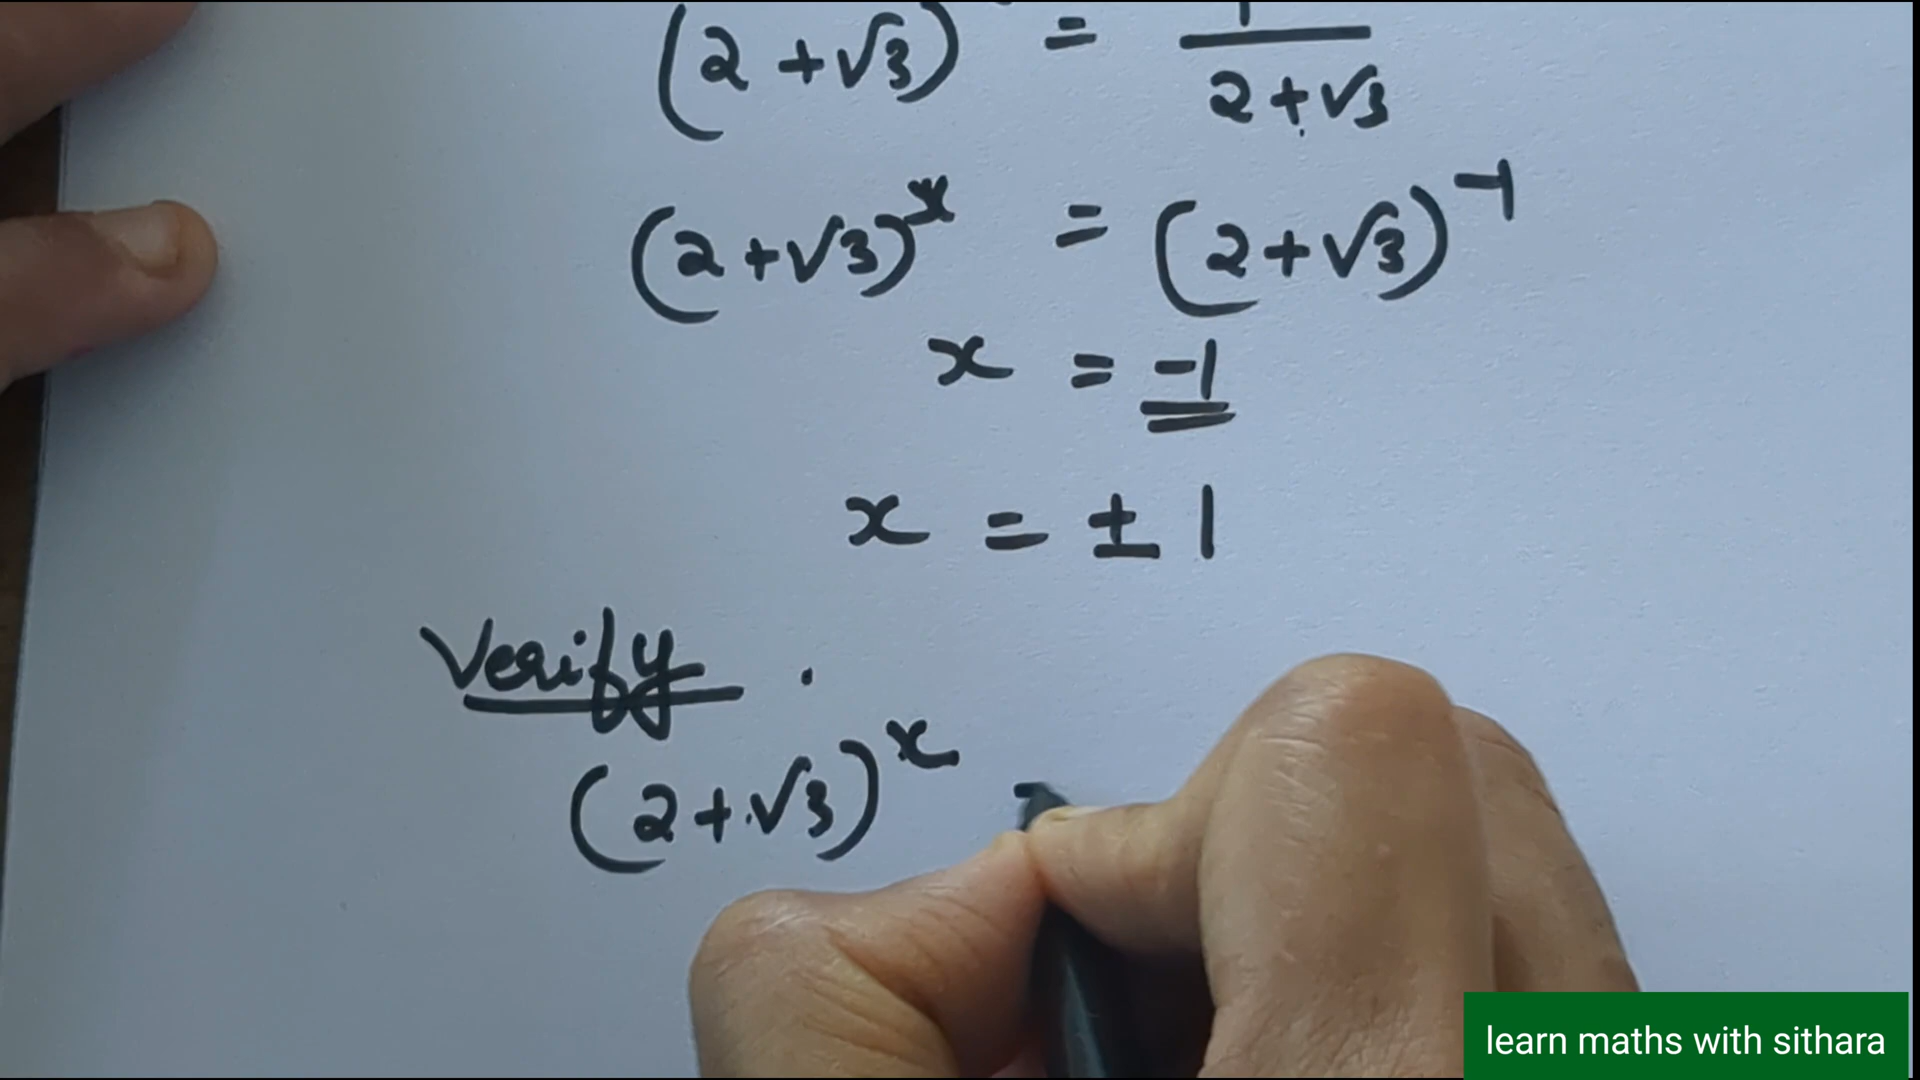 (2 + √3) = 1/(2 + √3)
(2 + √3)^x = (2 + √3)^-1
x = -1
x = ± 1
Verify .
(2 + √3)^x -
learn maths with sithara